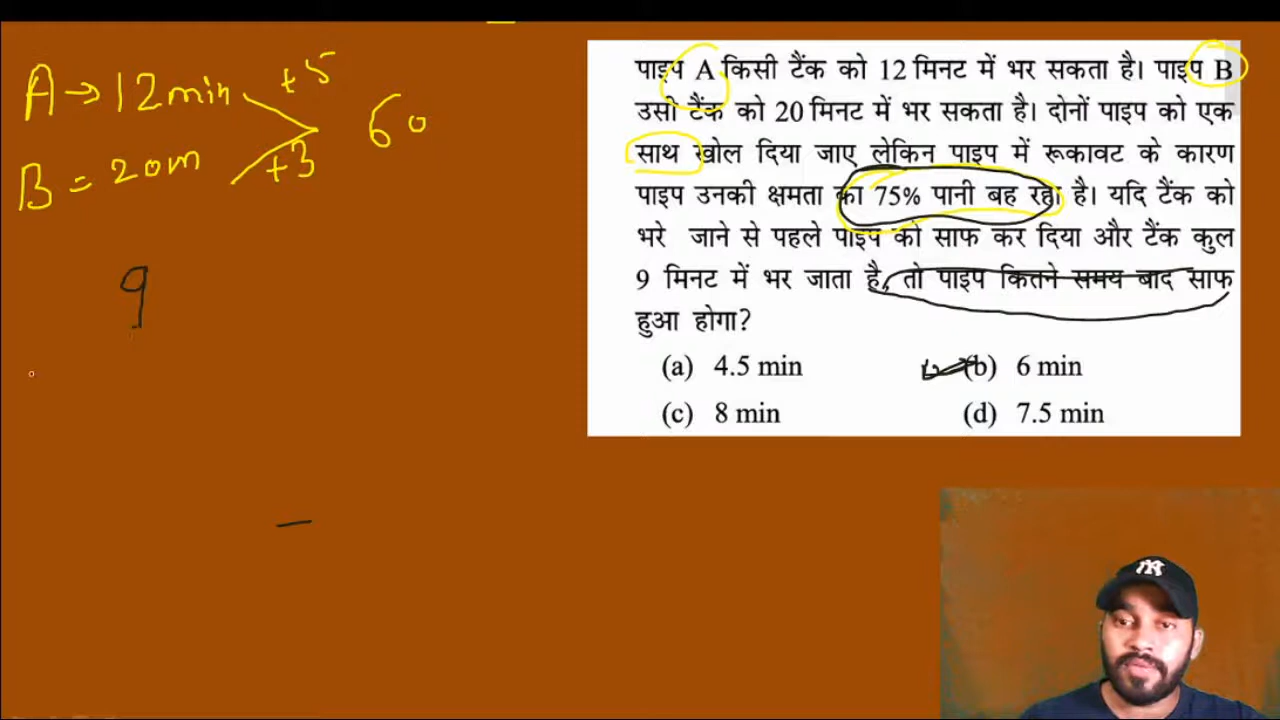 A → 12 min +5
60
B = 20m +3
9
पाइप A किसी टैंक को 12 मिनट में भर सकता है। पाइप B
उसी टैंक को 20 मिनट में भर सकता है। दोनों पाइप को एक
साथ खोल दिया जाए लेकिन पाइप में रूकावट के कारण
पाइप उनकी क्षमता का 75% पानी बह रहा है। यदि टैंक को
भरे जाने से पहले पाइप को साफ कर दिया और टैंक कुल
9 मिनट में भर जाता है, तो पाइप कितने समय बाद साफ
हुआ होगा?
(a) 4.5 min (b) 6 min
(c) 8 min (d) 7.5 min